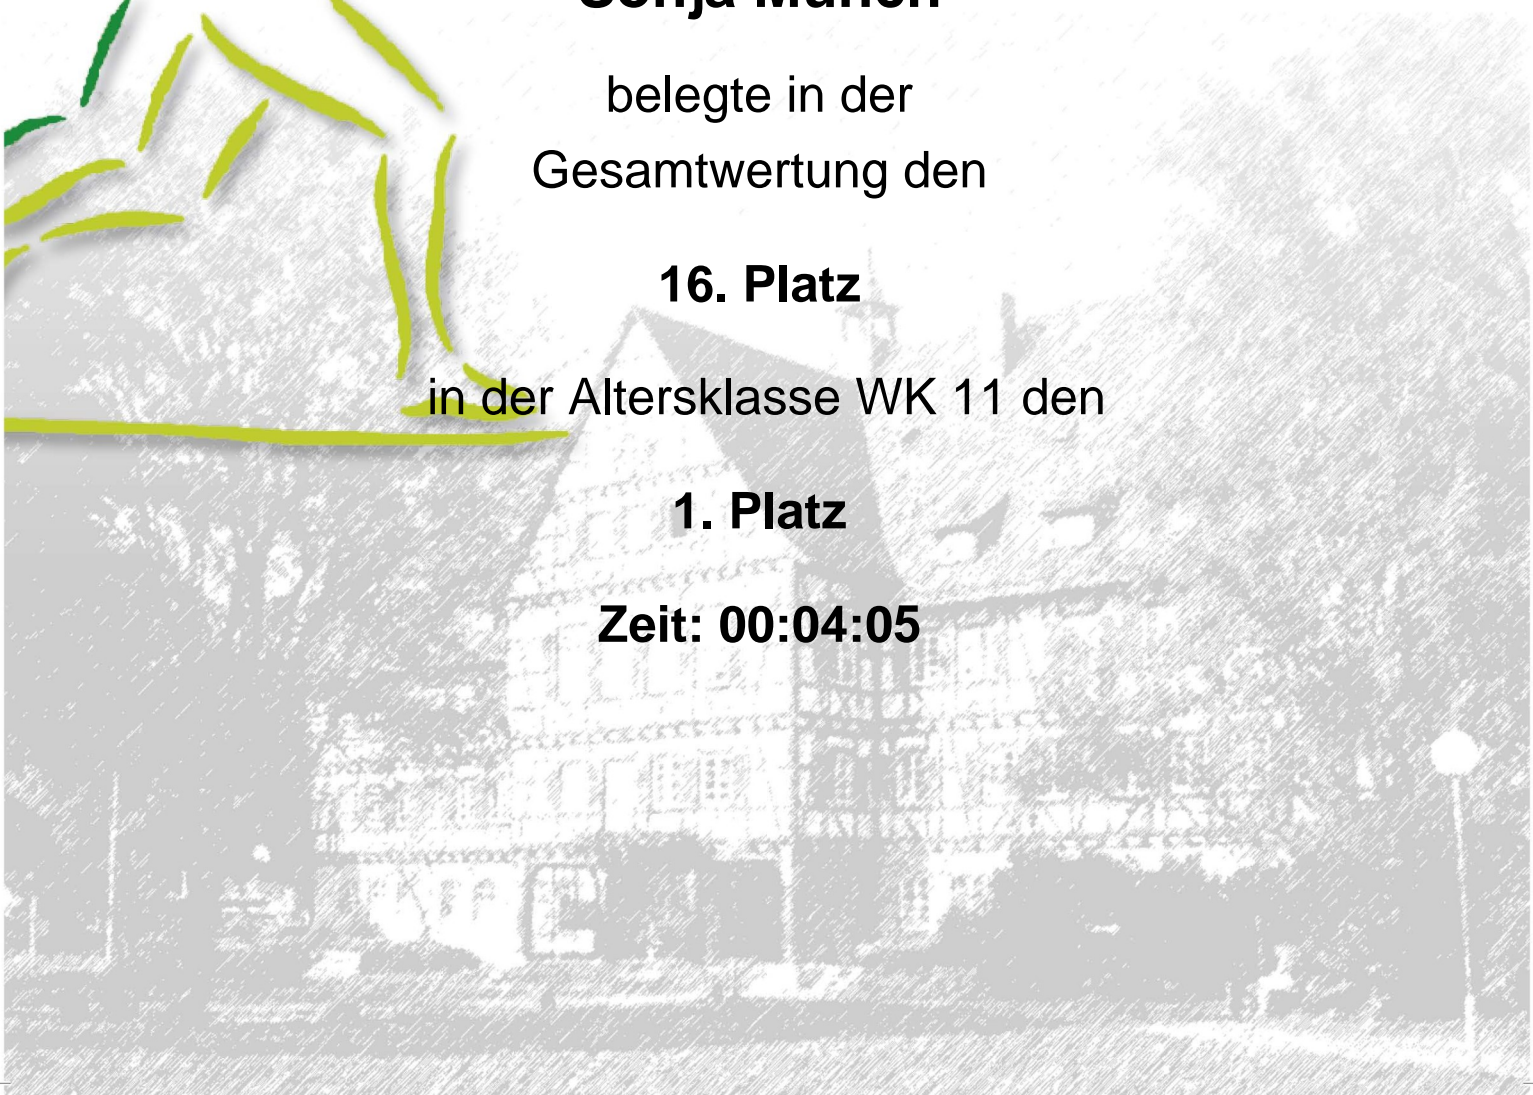 belegte in der
Gesamtwertung den
16. Platz
in der Altersklasse WK 11 den
1. Platz
Zeit: 00:04:05